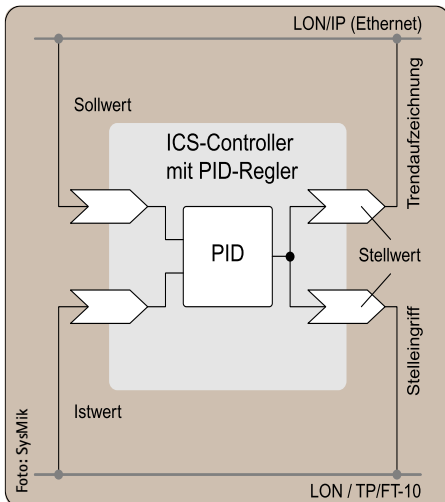 LON/IP (Ethernet)
Sollwert
Trendaufzeichnung
ICS-Controller
mit PID-Regler
PID
Stellwert
Stelleingriff
Istwert
Foto: SysMik
LON / TP/FT-10